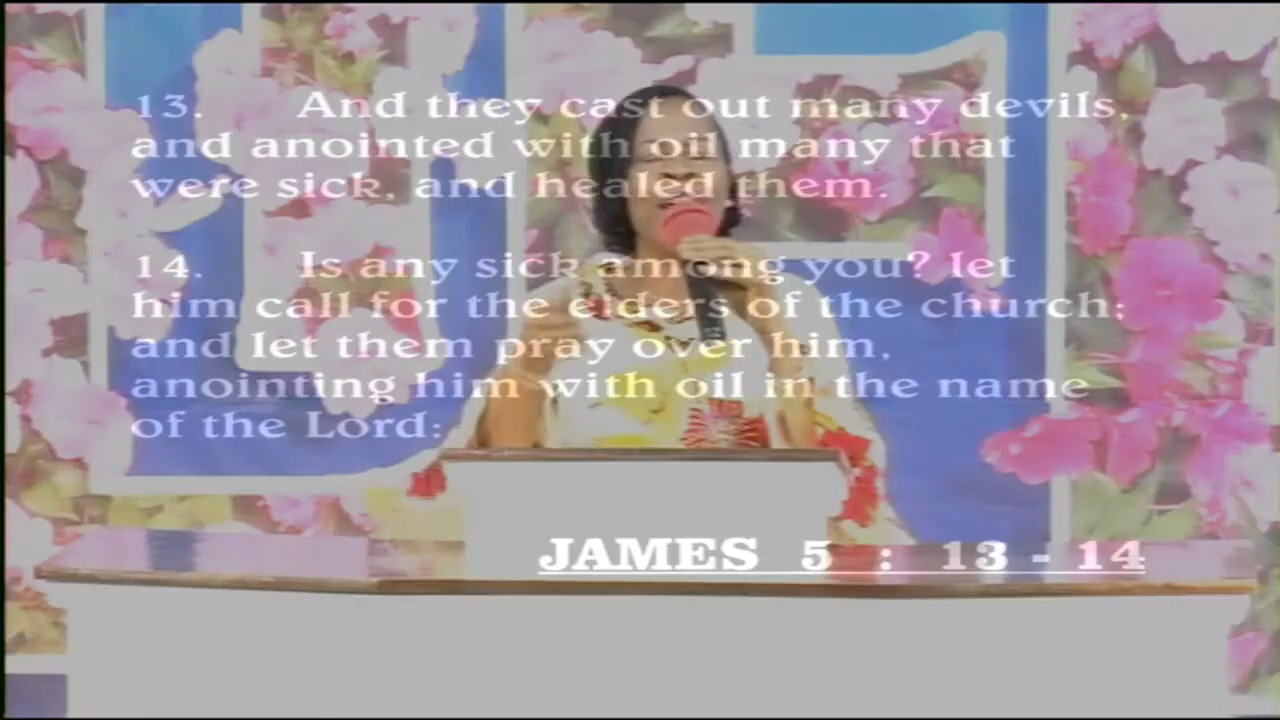 13. And they cast out many devils,
and anointed with oil many that
were sick, and healed them.
14. Is any sick among you? let
him call for the elders of the church;
and let them pray over him,
anointing him with oil in the name
of the Lord:
JAMES 5 : 13 - 14